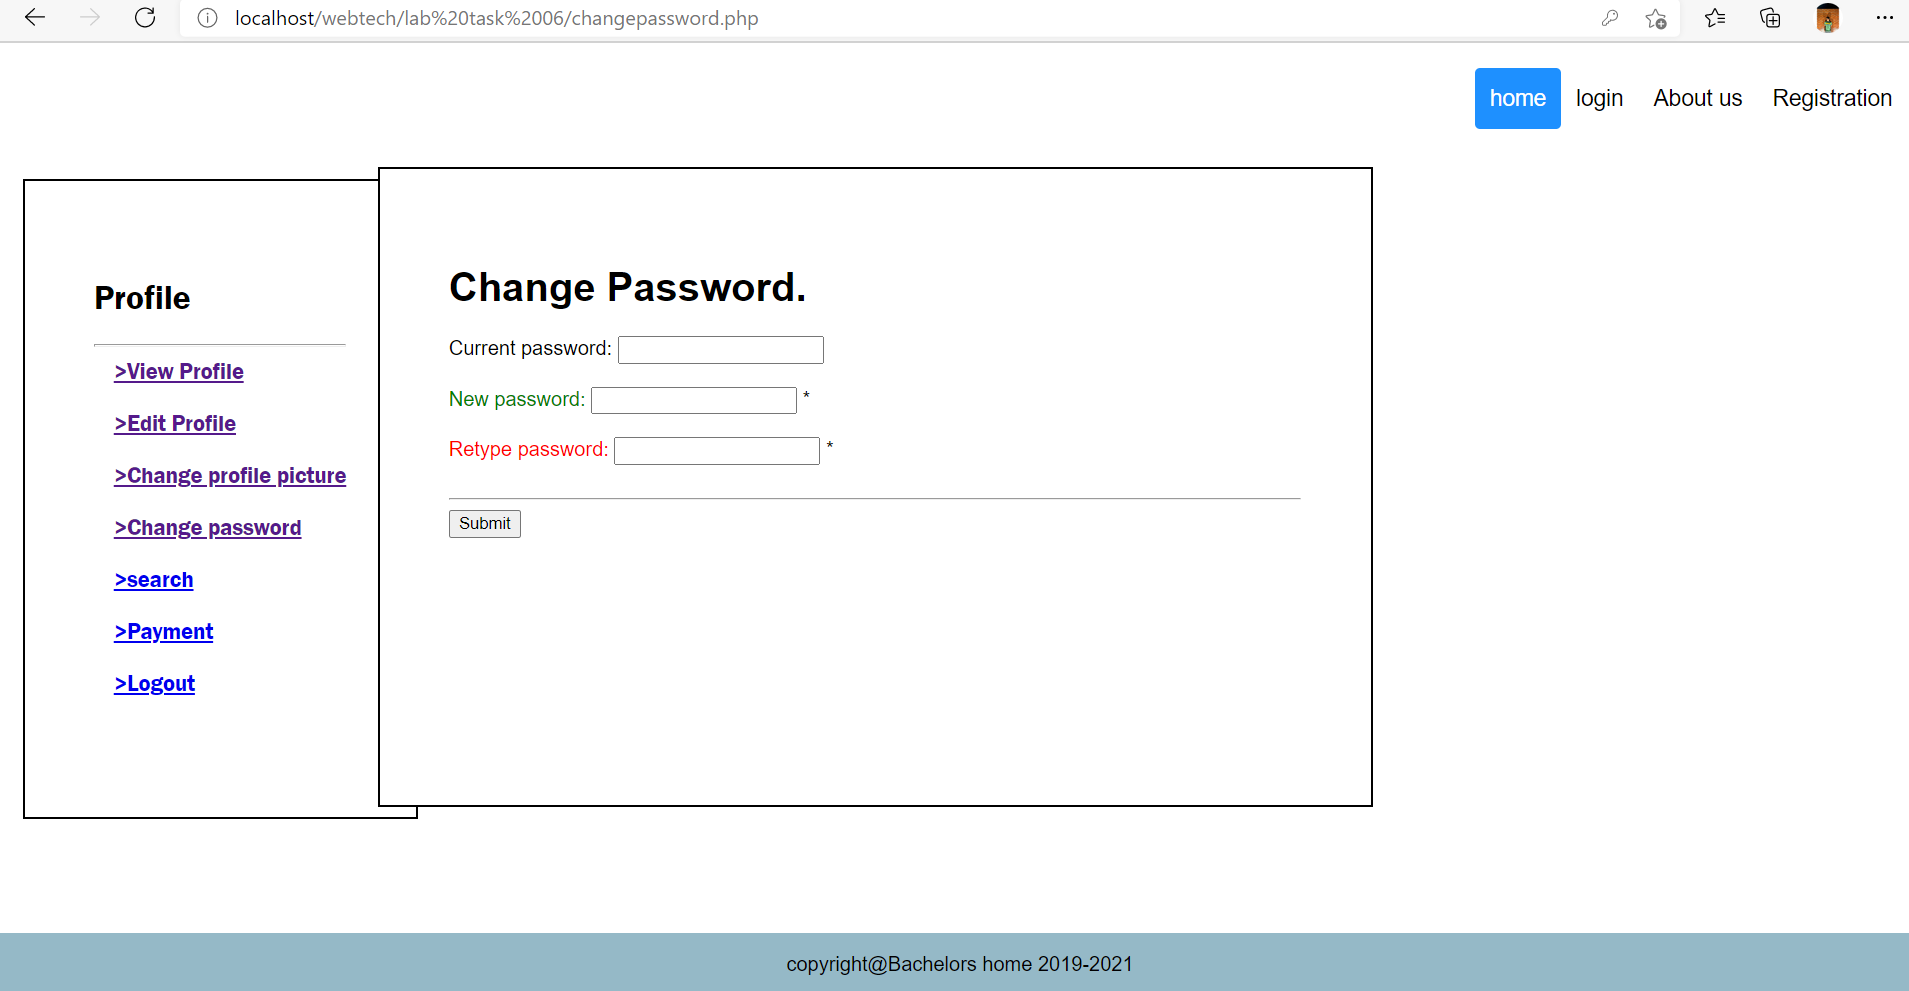 localhost/webtech/lab%20task%2006/changepassword.php
home login About us Registration
Profile
>View Profile
>Edit Profile
>Change profile picture
>Change password
>search
>Payment
>Logout
Change Password.
Current password:
New password: *
Retype password: *
Submit
copyright@Bachelors home 2019-2021